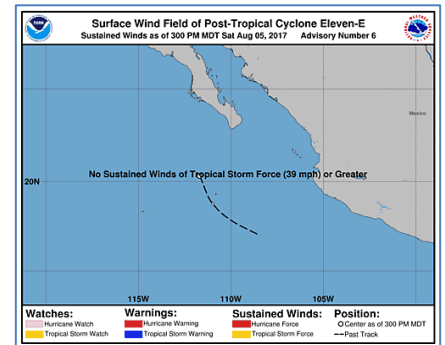 Surface Wind Field of Post-Tropical Cyclone Eleven-E
Sustained Winds as of 300 PM MDT Sat Aug 05, 2017 Advisory Number 6
Mexico
No Sustained Winds of Tropical Storm Force (39 mph) or Greater
20N
115W 110W 105W
Watches: Warnings: Sustained Winds: Position:
Hurricane Watch Hurricane Warning Hurricane Force Center as of 300 PM MDT
Tropical Storm Watch Tropical Storm Warning Tropical Storm Force Past Track